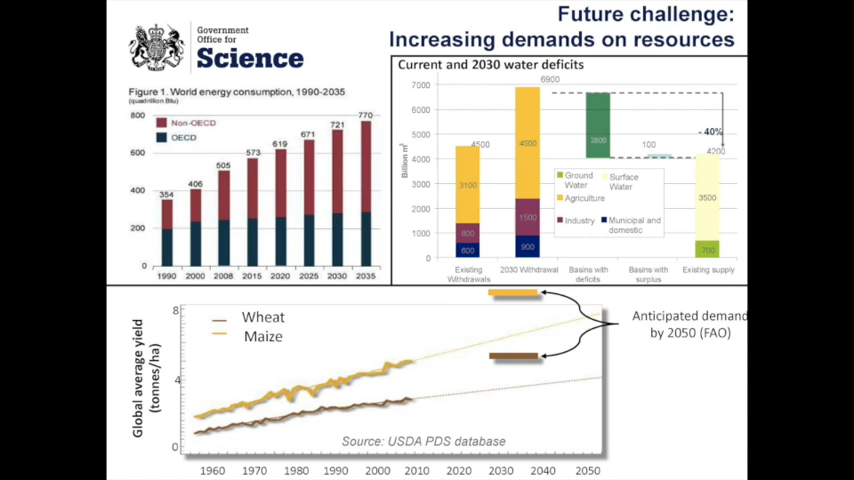 Government
Office for
Science
Future challenge:
Increasing demands on resources
Figure 1. World energy consumption, 1990-2035
(quadrillion Btu)
800
600
400
200
0
Non-OECD
OECD
354
406
505
573
619
671
721
770
1990
2000
2008
2015
2020
2025
2030
2035
Current and 2030 water deficits
Billion m³
7000
6000
5000
4000
3000
2000
1000
0
4500
3100
800
600
6900
4500
1500
900
2800
100
- 40%
4200
3500
700
Ground Water
Surface Water
Agriculture
Industry
Municipal and domestic
Existing Withdrawals
2030 Withdrawal
Basins with deficits
Basins with surplus
Existing supply
Global average yield
(tonnes/ha)
8
4
0
Wheat
Maize
Anticipated demand
by 2050 (FAO)
Source: USDA PDS database
1960 1970 1980 1990 2000 2010 2020 2030 2040 2050